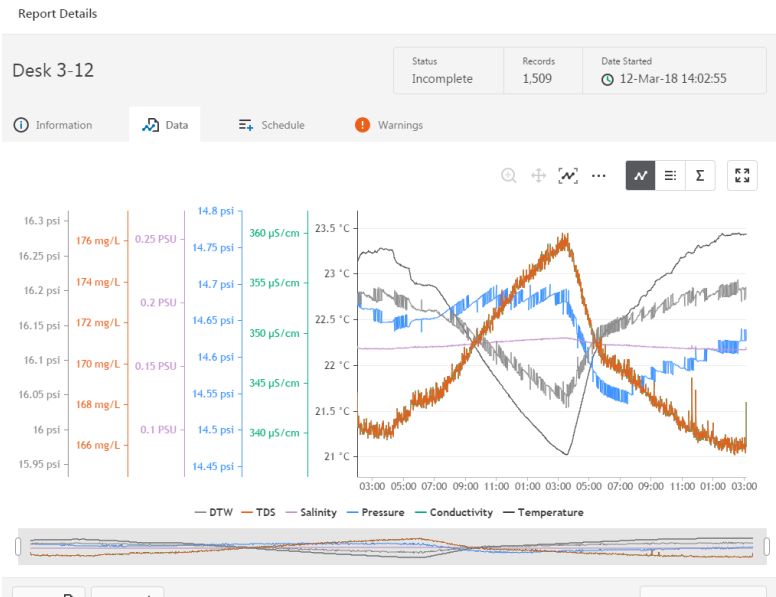 Report Details
Desk 3-12
Status
Incomplete
Records
1,509
Date Started
12-Mar-18 14:02:55
Information
Data
Schedule
Warnings
16.3 psi
16.25 psi
16.2 psi
16.15 psi
16.1 psi
16.05 psi
16 psi
15.95 psi
176 mg/L
174 mg/L
172 mg/L
170 mg/L
168 mg/L
166 mg/L
0.25 PSU
0.2 PSU
0.15 PSU
0.1 PSU
14.8 psi
14.75 psi
14.7 psi
14.65 psi
14.6 psi
14.55 psi
14.5 psi
14.45 psi
360 µS/cm
355 µS/cm
350 µS/cm
345 µS/cm
340 µS/cm
23.5 °C
23 °C
22.5 °C
22 °C
21.5 °C
21 °C
03:00 05:00 07:00 09:00 11:00 01:00 03:00 05:00 07:00 09:00 11:00 01:00 03:00
DTW TDS Salinity Pressure Conductivity Temperature